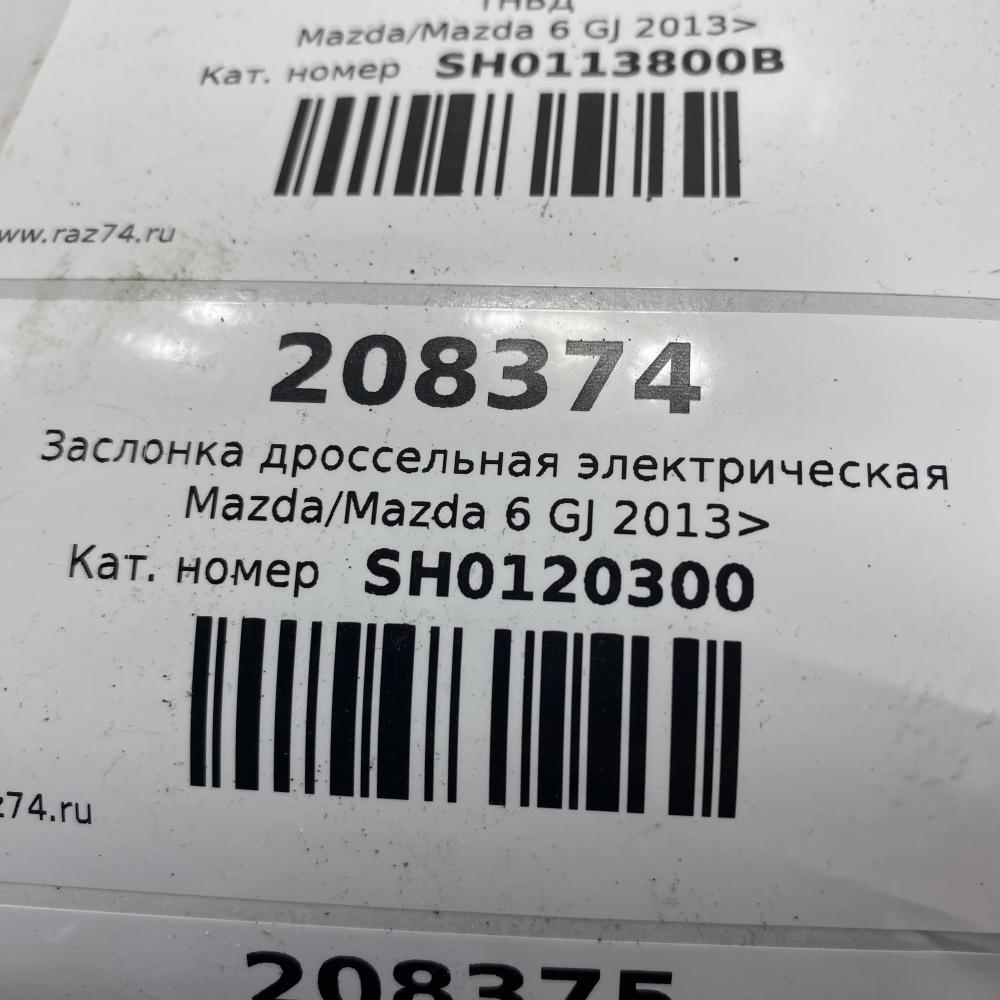 ТНВД
Mazda/Mazda 6 GJ 2013>
Кат. номер SH0113800B
ww.raz74.ru
208374
Заслонка дроссельная электрическая
Mazda/Mazda 6 GJ 2013>
Кат. номер SH0120300
z74.ru
208375